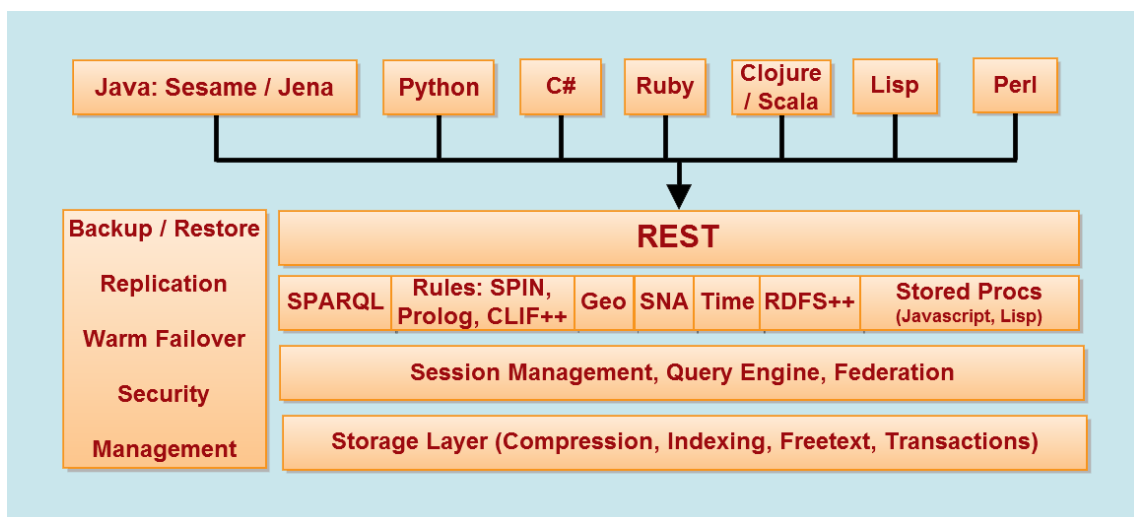 Java: Sesame / Jena
Python
C#
Ruby
Clojure
/ Scala
Lisp
Perl
Backup / Restore
Replication
Warm Failover
Security
Management
REST
SPARQL
Rules: SPIN,
Prolog, CLIF++
Geo
SNA
Time
RDFS++
Stored Procs
(Javascript, Lisp)
Session Management, Query Engine, Federation
Storage Layer (Compression, Indexing, Freetext, Transactions)